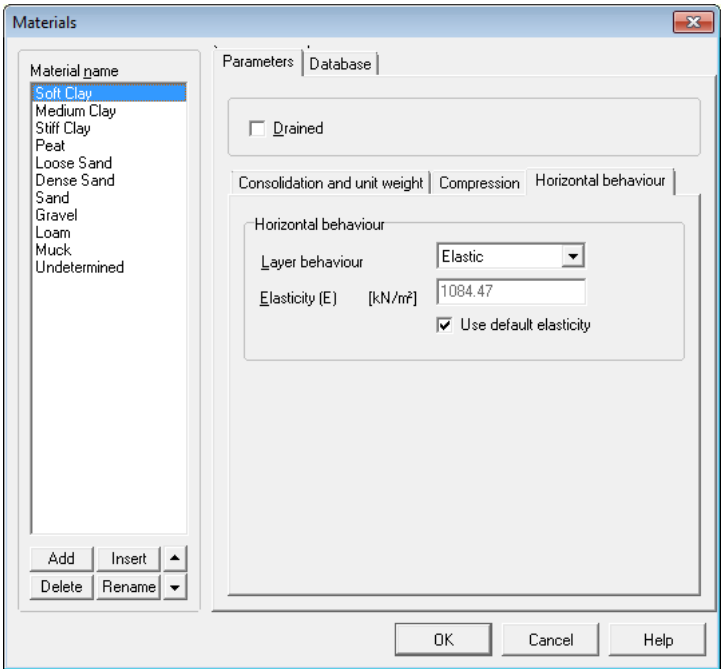 Materials
Material name
Soft Clay
Medium Clay
Stiff Clay
Peat
Loose Sand
Dense Sand
Sand
Gravel
Loam
Muck
Undetermined
Add Insert
Delete Rename
Parameters Database
Drained
Consolidation and unit weight Compression Horizontal behaviour
Horizontal behaviour
Layer behaviour Elastic
Elasticity (E) [kN/m²] 1084.47
Use default elasticity
OK Cancel Help